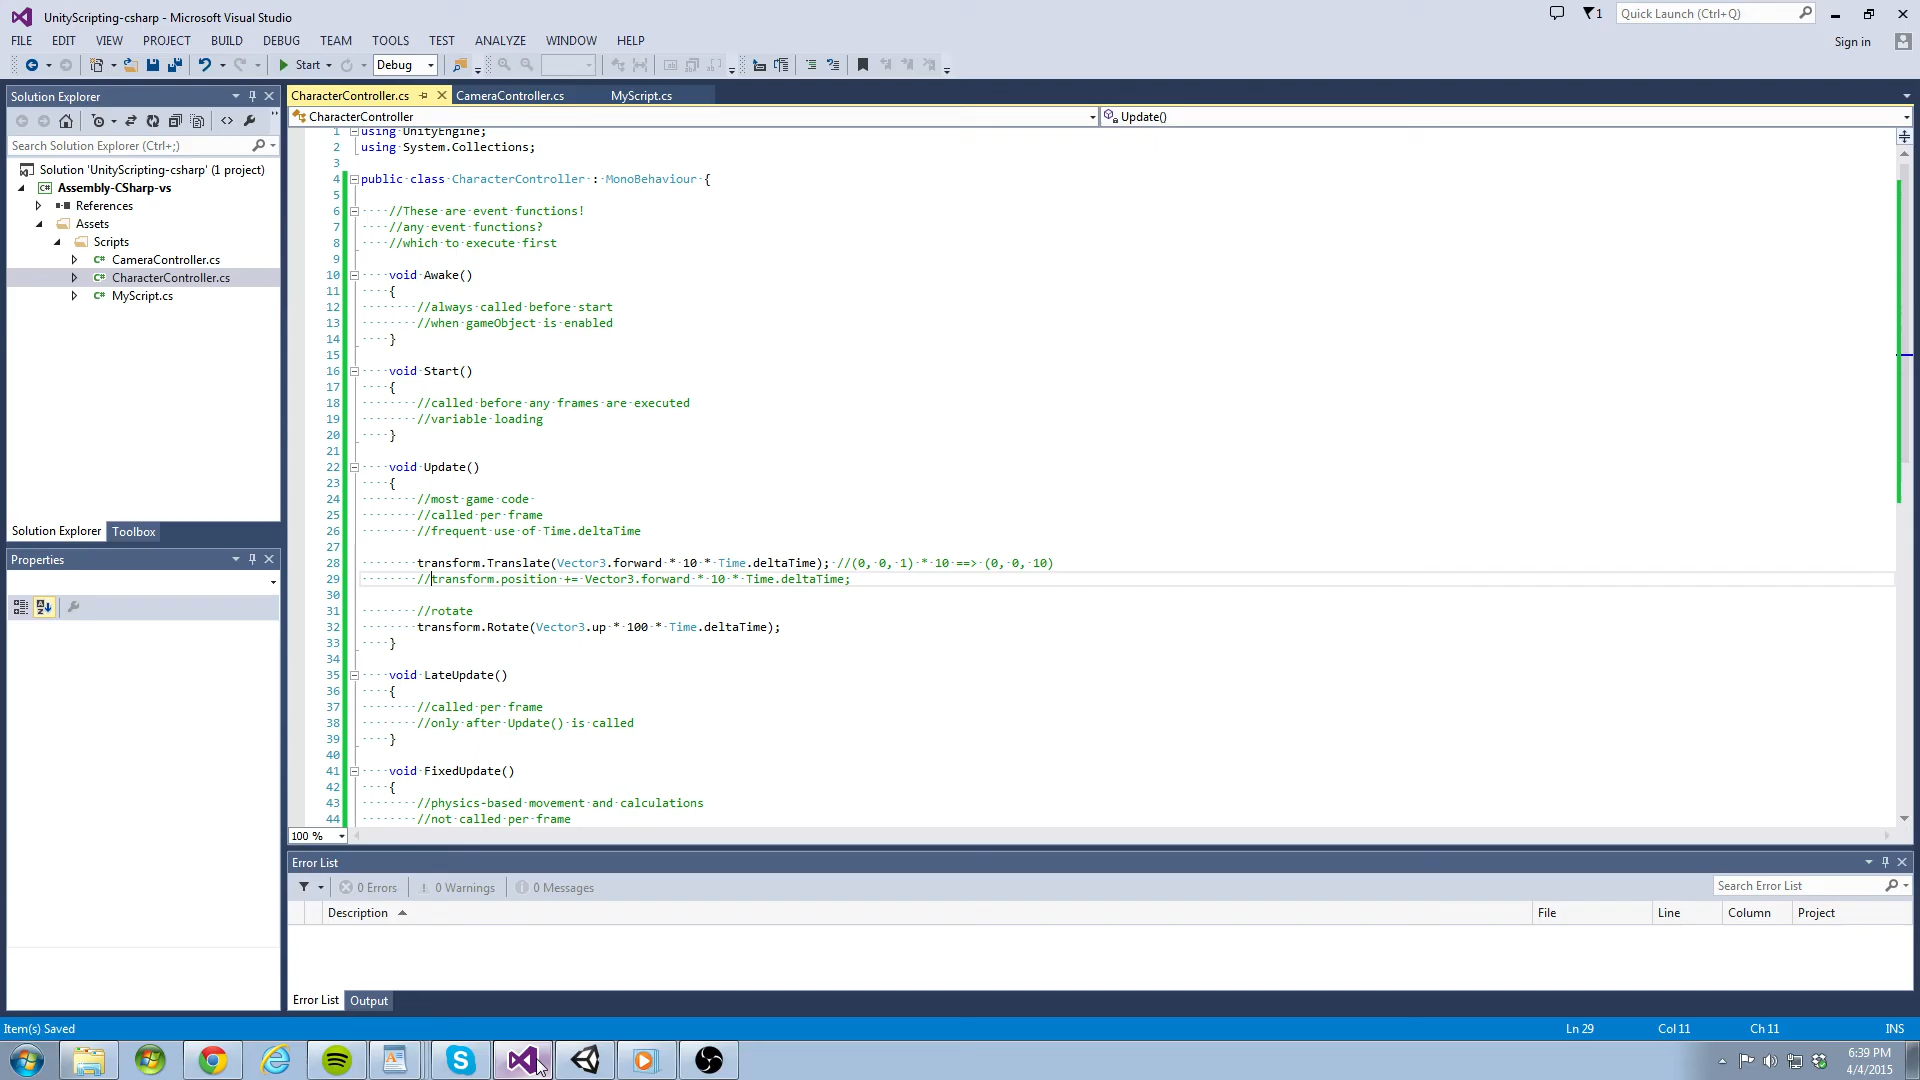 UnityScripting-csharp - Microsoft Visual Studio
1
Quick Launch (Ctrl+Q)
FILE EDIT VIEW PROJECT BUILD DEBUG TEAM TOOLS TEST ANALYZE WINDOW HELP
Sign in
Start Debug
Solution Explorer
Search Solution Explorer (Ctrl+;)
Solution 'UnityScripting-csharp' (1 project)
C# Assembly-CSharp-vs
References
Assets
Scripts
C# CameraController.cs
C# CharacterController.cs
C# MyScript.cs
Solution Explorer Toolbox
Properties
CharacterController.cs CameraController.cs MyScript.cs
CharacterController Update()
1 using UnityEngine;
2 using System.Collections;
3
4 public class CharacterController : MonoBehaviour {
5
6 //These are event functions!
7 //any event functions?
8 //which to execute first
9
10 void Awake()
11 {
12 //always called before start
13 //when gameObject is enabled
14 }
15
16 void Start()
17 {
18 //called before any frames are executed
19 //variable loading
20 }
21
22 void Update()
23 {
24 //most game code
25 //called per frame
26 //frequent use of Time.deltaTime
27
28 transform.Translate(Vector3.forward * 10 * Time.deltaTime); //(0, 0, 1) * 10 ==> (0, 0, 10)
29 //transform.position += Vector3.forward * 10 * Time.deltaTime;
30
31 //rotate
32 transform.Rotate(Vector3.up * 100 * Time.deltaTime);
33 }
34
35 void LateUpdate()
36 {
37 //called per frame
38 //only after Update() is called
39 }
40
41 void FixedUpdate()
42 {
43 //physics-based movement and calculations
44 //not called per frame
100 %
Error List
0 Errors 0 Warnings 0 Messages
Search Error List
Description File Line Column Project
Error List Output
Item(s) Saved Ln 29 Col 11 Ch 11 INS
6:39 PM
4/4/2015